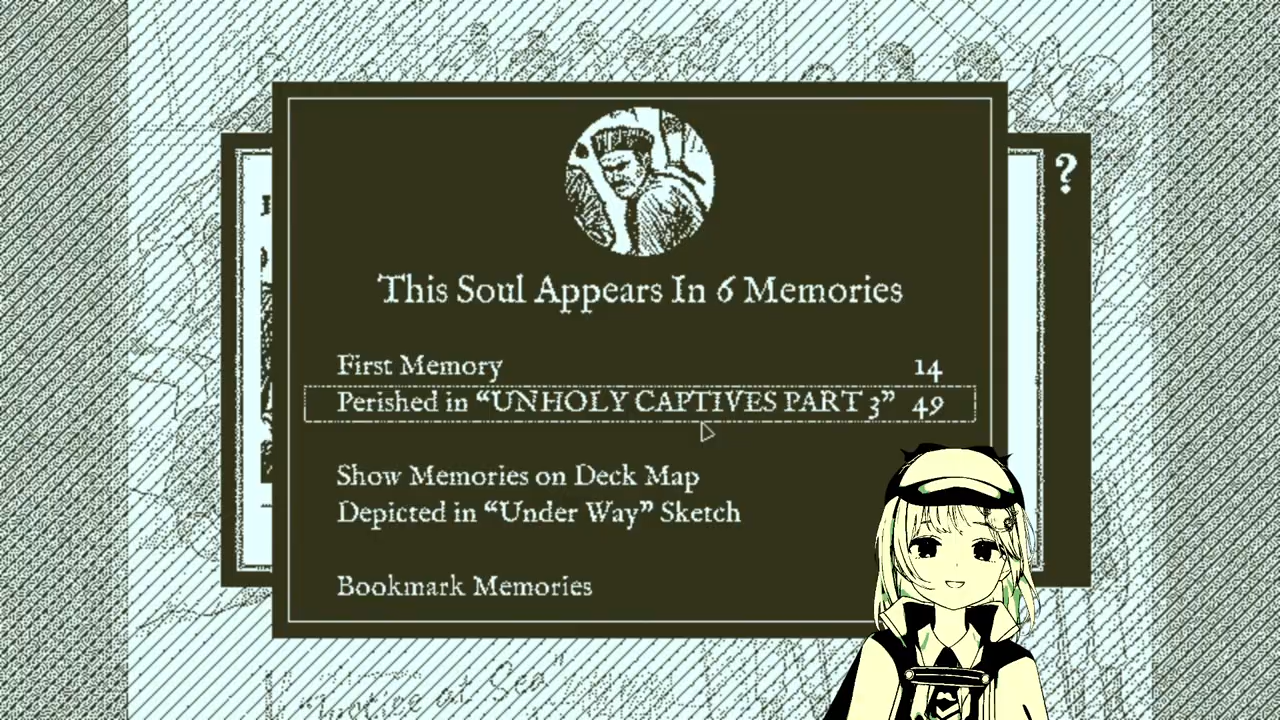 ?
This Soul Appears In 6 Memories
First Memory 14
Perished in “UNHOLY CAPTIVES PART 3” 49
Show Memories on Deck Map
Depicted in “Under Way” Sketch
Bookmark Memories